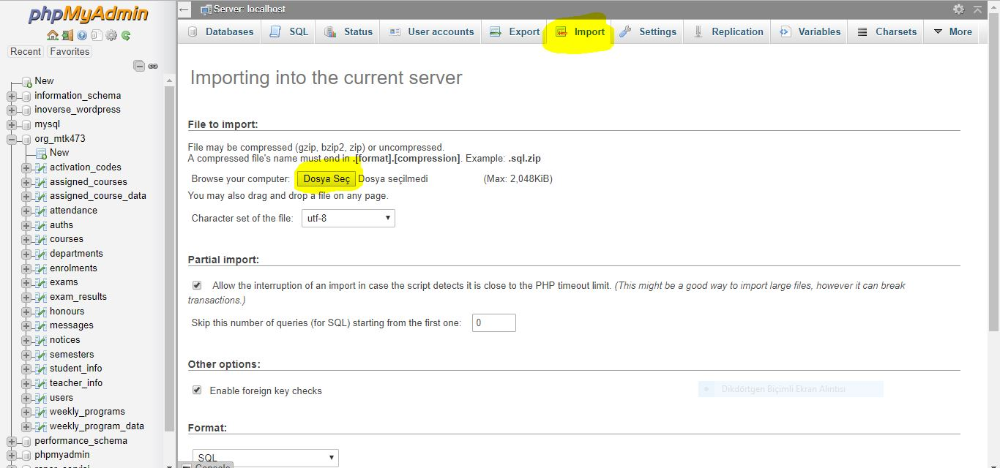 phpMyAdmin
Recent Favorites
New
information_schema
inoverse_wordpress
mysql
org_mtk473
New
activation_codes
assigned_courses
assigned_course_data
attendance
auths
courses
departments
enrolments
exams
exam_results
honours
messages
notices
semesters
student_info
teacher_info
users
weekly_programs
weekly_program_data
performance_schema
phpmyadmin
Server: localhost
Databases SQL Status User accounts Export Import Settings Replication Variables Charsets More
Importing into the current server
File to import:
File may be compressed (gzip, bzip2, zip) or uncompressed.
A compressed file's name must end in .[format].[compression]. Example: .sql.zip
Browse your computer: Dosya Seç Dosya seçilmedi (Max: 2,048KiB)
You may also drag and drop a file on any page.
Character set of the file: utf-8
Partial import:
Allow the interruption of an import in case the script detects it is close to the PHP timeout limit. (This might be a good way to import large files, however it can break
transactions.)
Skip this number of queries (for SQL) starting from the first one: 0
Other options:
Enable foreign key checks
Dikdörtgen Biçimli Ekran Alıntısı
Format:
SQL
Console